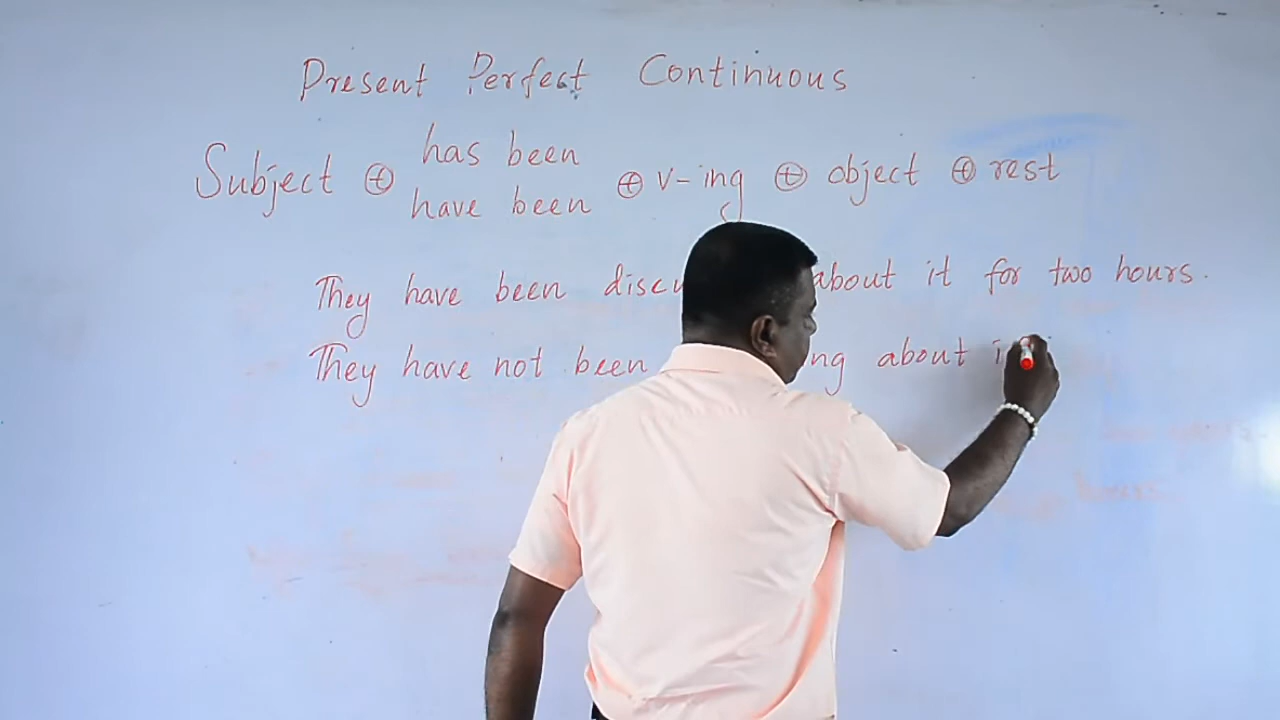 Present Perfect Continuous
Subject ⊕ has been ⊕ v-ing ⊕ object ⊕ rest
have been
They have been about it for two hours.
They have not been about